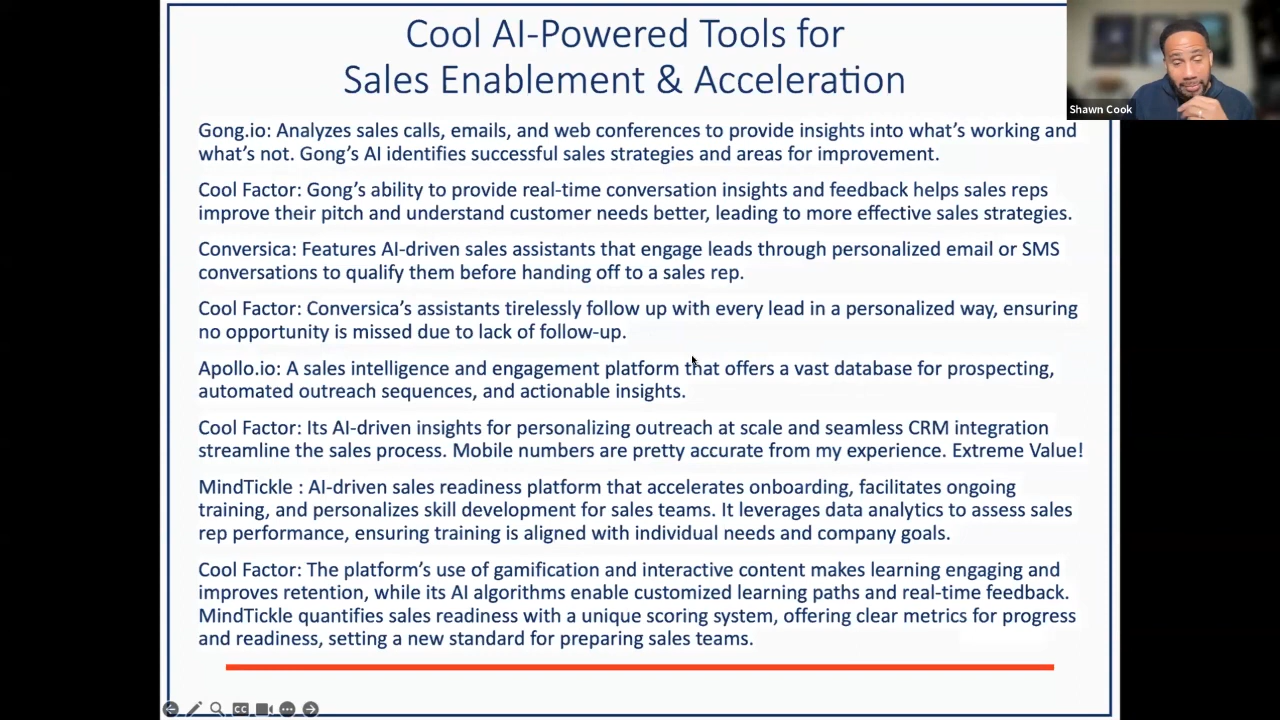 Cool AI-Powered Tools for
Sales Enablement & Acceleration
Shawn Cook
Gong.io: Analyzes sales calls, emails, and web conferences to provide insights into what’s working and
what’s not. Gong’s AI identifies successful sales strategies and areas for improvement.
Cool Factor: Gong’s ability to provide real-time conversation insights and feedback helps sales reps
improve their pitch and understand customer needs better, leading to more effective sales strategies.
Conversica: Features AI-driven sales assistants that engage leads through personalized email or SMS
conversations to qualify them before handing off to a sales rep.
Cool Factor: Conversica’s assistants tirelessly follow up with every lead in a personalized way, ensuring
no opportunity is missed due to lack of follow-up.
Apollo.io: A sales intelligence and engagement platform that offers a vast database for prospecting,
automated outreach sequences, and actionable insights.
Cool Factor: Its AI-driven insights for personalizing outreach at scale and seamless CRM integration
streamline the sales process. Mobile numbers are pretty accurate from my experience. Extreme Value!
MindTickle : AI-driven sales readiness platform that accelerates onboarding, facilitates ongoing
training, and personalizes skill development for sales teams. It leverages data analytics to assess sales
rep performance, ensuring training is aligned with individual needs and company goals.
Cool Factor: The platform’s use of gamification and interactive content makes learning engaging and
improves retention, while its AI algorithms enable customized learning paths and real-time feedback.
MindTickle quantifies sales readiness with a unique scoring system, offering clear metrics for progress
and readiness, setting a new standard for preparing sales teams.
CC